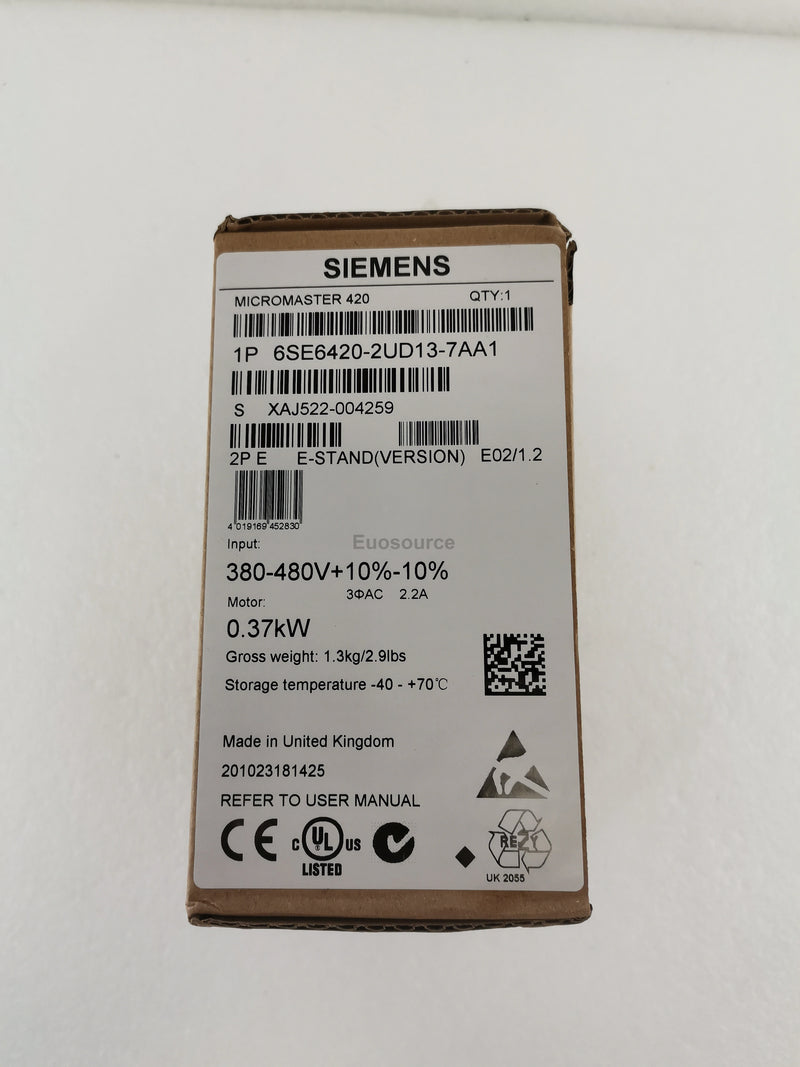 SIEMENS
MICROMASTER 420 QTY:1
1P 6SE6420-2UD13-7AA1
S XAJ522-004259
2P E E-STAND(VERSION) E02/1.2
4 019169 452830
Input: Euosource
380-480V+10%-10%
3ΦAC 2.2A
Motor:
0.37kW
Gross weight: 1.3kg/2.9lbs
Storage temperature -40 - +70℃
Made in United Kingdom
201023181425
REFER TO USER MANUAL
CE C UL US
LISTED
REZY
UK 2055